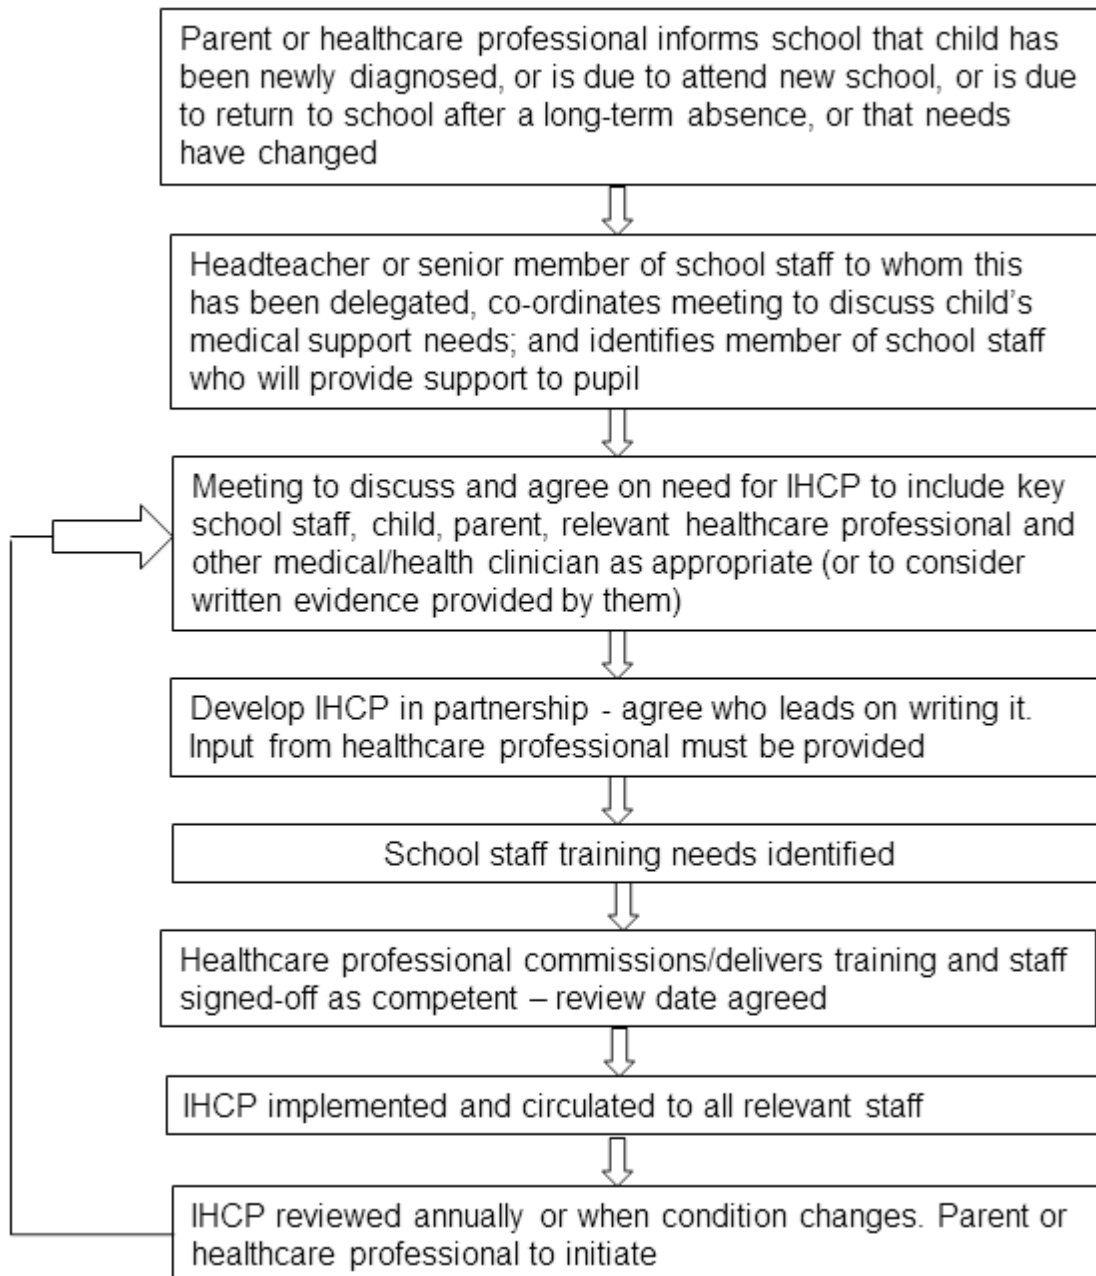 Parent or healthcare professional informs school that child has
been newly diagnosed, or is due to attend new school, or is due
to return to school after a long-term absence, or that needs
have changed
Headteacher or senior member of school staff to whom this
has been delegated, co-ordinates meeting to discuss child's
medical support needs; and identifies member of school staff
who will provide support to pupil
Meeting to discuss and agree on need for IHCP to include key
school staff, child, parent, relevant healthcare professional and
other medical/health clinician as appropriate (or to consider
written evidence provided by them)
Develop IHCP in partnership - agree who leads on writing it.
Input from healthcare professional must be provided
School staff training needs identified
Healthcare professional commissions/delivers training and staff
signed-off as competent – review date agreed
IHCP implemented and circulated to all relevant staff
IHCP reviewed annually or when condition changes. Parent or
healthcare professional to initiate